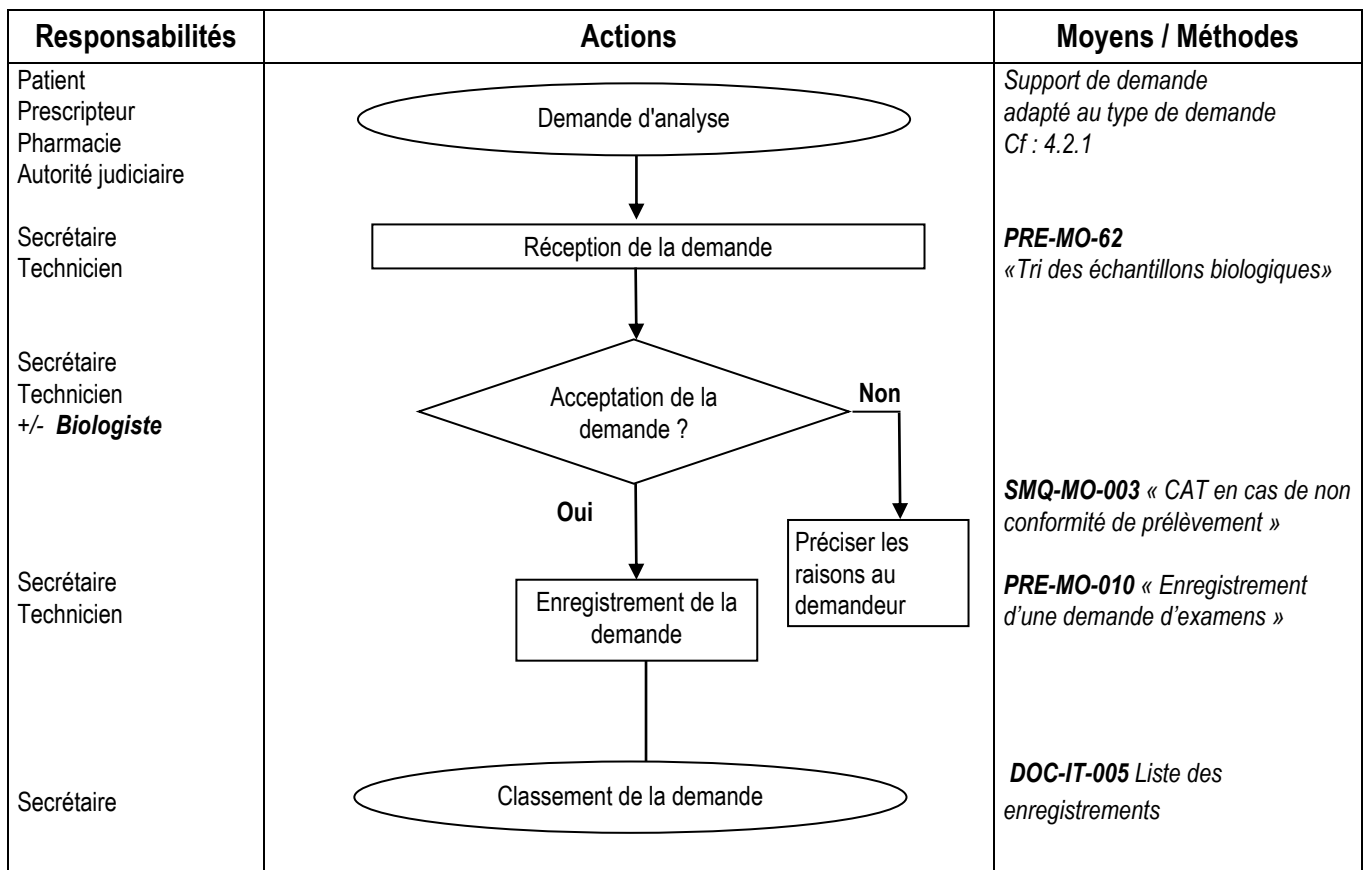 Responsabilités
Actions
Moyens / Méthodes
Patient
Prescripteur
Pharmacie
Autorité judiciaire
Demande d'analyse
Support de demande
adapté au type de demande
Cf : 4.2.1
Secrétaire
Technicien
Réception de la demande
PRE-MO-62
«Tri des échantillons biologiques»
Secrétaire
Technicien
+/- Biologiste
Acceptation de la
demande ?
Non
Oui
SMQ-MO-003 « CAT en cas de non
conformité de prélèvement »
Préciser les
raisons au
demandeur
Secrétaire
Technicien
Enregistrement de la
demande
PRE-MO-010 « Enregistrement
d'une demande d'examens »
Secrétaire
Classement de la demande
DOC-IT-005 Liste des
enregistrements